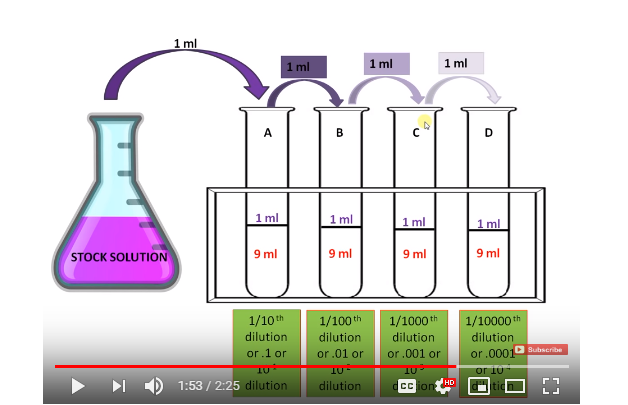 1 ml
1 ml
1 ml
1 ml
A
B
C
D
1 ml
1 ml
1 ml
1 ml
9 ml
9 ml
9 ml
9 ml
STOCK SOLUTION
1/10th
dilution
or .1 or
dilution
1/100th
dilution
or .01 or
dilution
1/1000th
dilution
or .001 or
1/10000th
dilution
or .0001
Subscribe
1:53 / 2:25
CC
HD